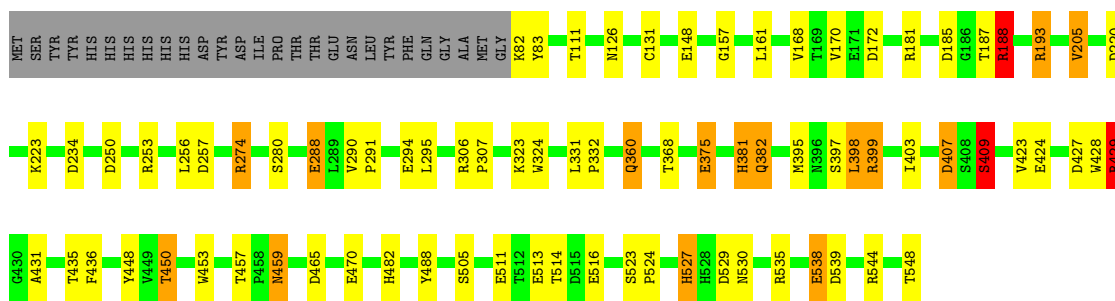 MET SER TYR TYR HIS HIS HIS HIS HIS HIS ASP TYR ASP ILE PRO THR THR GLU ASN LEU TYR PHE GLN GLY ALA MET GLY K82 Y83 T111 N126 C131 E148 G157 L161 V168 T169 V170 E171 D172 R181 D185 G186 T187 R188 R193 V205
K223 D234 D250 R253 L256 D257 R274 S280 E288 L289 V290 P291 E294 L295 R306 P307 K323 W324 L331 P332 Q360 T368 E375 H381 Q382 M395 N396 S397 L398 R399 I403 D407 S408 S409 V423 E424 D427 W428
G430 A431 T435 F436 Y448 V449 T450 W453 T457 P458 N459 D465 E470 H482 Y488 S505 E511 T512 E513 T514 D515 E516 S523 P524 H527 H528 D529 N530 R535 E538 D539 R544 T548